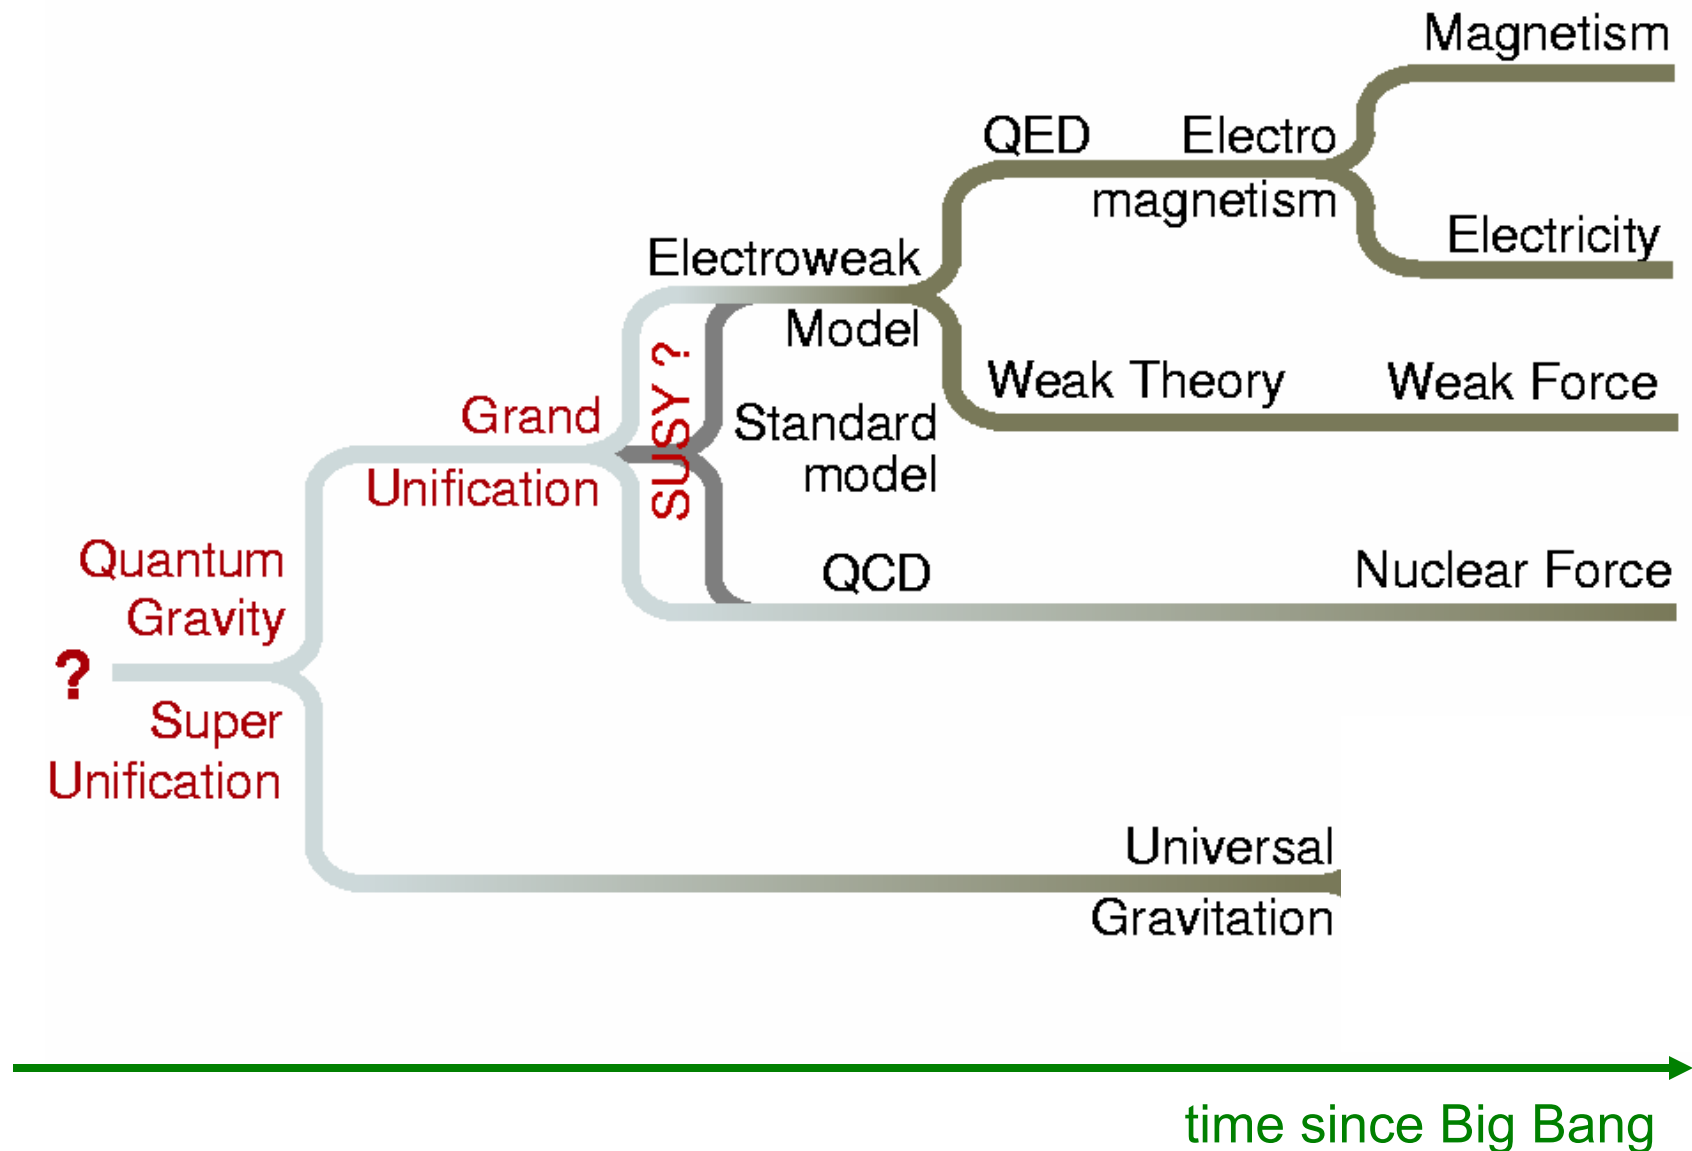 Magnetism
QED Electro
magnetism
Electricity
Electroweak
Model
Weak Theory Weak Force
SUSY ?
Grand
Unification
Standard
model
QCD Nuclear Force
Quantum
Gravity
?
Super
Unification
Universal
Gravitation
time since Big Bang